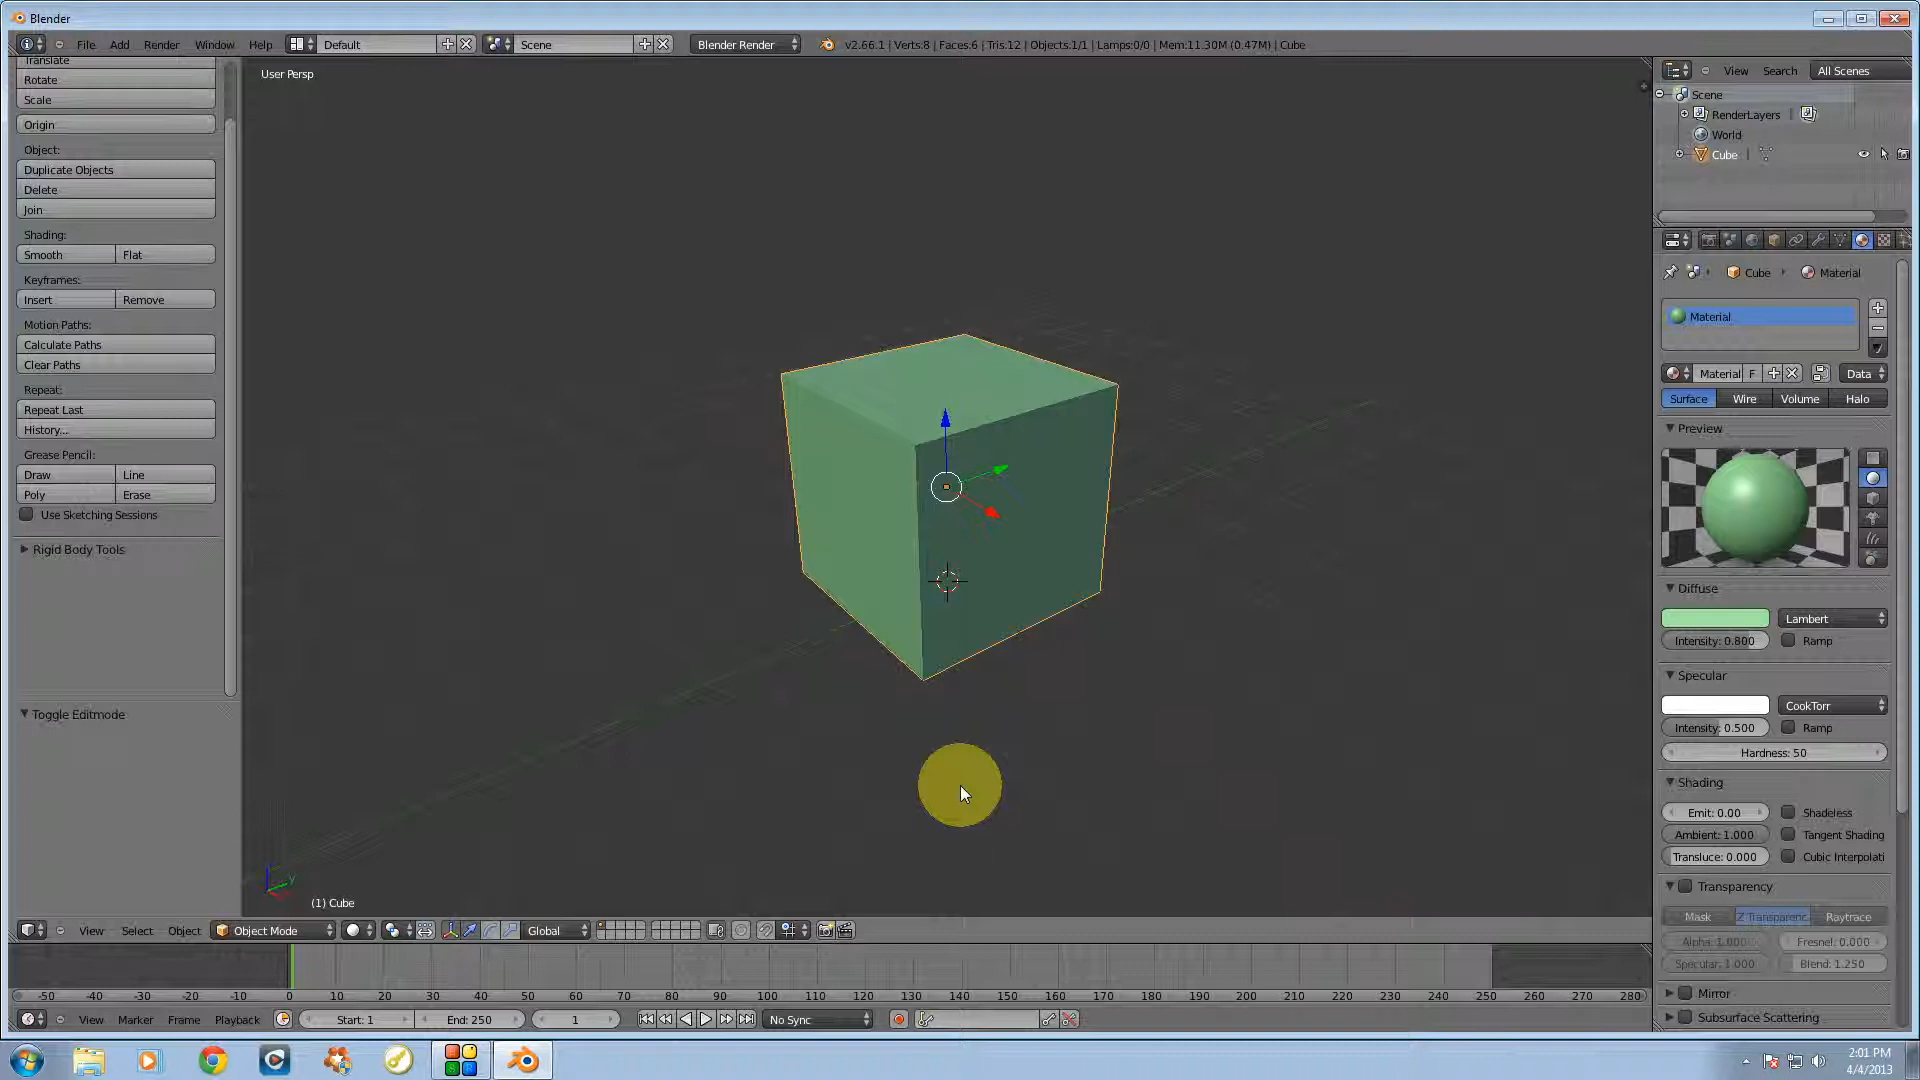 Blender
File Add Render Window Help Default Scene Blender Render v2.66.1 | Verts:8 | Faces:6 | Tris:12 | Objects:1/1 | Lamps:0/0 | Mem:11.30M (0.47M) | Cube
Translate
Rotate
Scale
Origin
Object:
Duplicate Objects
Delete
Join
Shading:
Smooth Flat
Keyframes:
Insert Remove
Motion Paths:
Calculate Paths
Clear Paths
Repeat:
Repeat Last
History...
Grease Pencil:
Draw Line
Poly Erase
Use Sketching Sessions
Rigid Body Tools
Toggle Editmode
User Persp
(1) Cube
View Search All Scenes
Scene
RenderLayers
World
Cube
Cube Material
Material
Material F Data
Surface Wire Volume Halo
Preview
Diffuse
Lambert
Intensity: 0.800 Ramp
Specular
CookTorr
Intensity: 0.500 Ramp
Hardness: 50
Shading
Emit: 0.00 Shadeless
Ambient: 1.000 Tangent Shading
Transluce: 0.000 Cubic Interpolati
Transparency
Mask Z Transparenc Raytrace
Alpha: 1.000 Fresnel: 0.000
Specular: 1.000 Blend: 1.250
Mirror
Subsurface Scattering
View Select Object Object Mode Global
-50 -40 -30 -20 -10 0 10 20 30 40 50 60 70 80 90 100 110 120 130 140 150 160 170 180 190 200 210 220 230 240 250 260 270 280
View Marker Frame Playback Start: 1 End: 250 1 No Sync
2:01 PM
4/4/2013